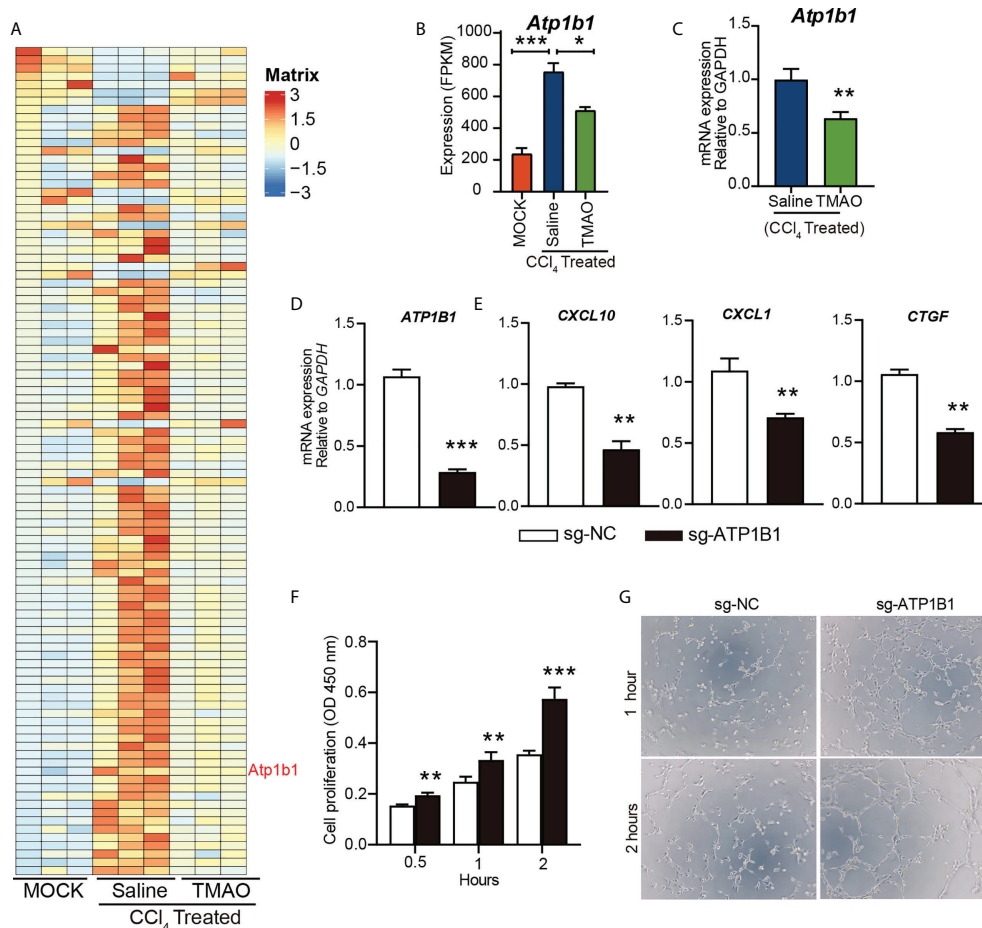 A
Matrix
3
1.5
0
−1.5
−3
Atp1b1
MOCK
Saline
TMAO
CCl4 Treated
B
Atp1b1
***
*
Expression (FPKM)
1000
800
600
400
200
0
MOCK
Saline
TMAO
CCl4 Treated
C
Atp1b1
mRNA expression
Relative to GAPDH
1.5
1.0
0.5
0.0
**
Saline TMAO
(CCl4 Treated)
D
ATP1B1
mRNA expression
Relative to GAPDH
1.5
1.0
0.5
0.0
***
E
CXCL10
1.5
1.0
0.5
0.0
**
CXCL1
1.5
1.0
0.5
0.0
**
CTGF
1.5
1.0
0.5
0.0
**
sg-NC
sg-ATP1B1
F
Cell proliferation (OD 450 nm)
0.8
0.6
0.4
0.2
0.0
**
**
***
0.5
1
2
Hours
G
sg-NC
sg-ATP1B1
1 hour
2 hours